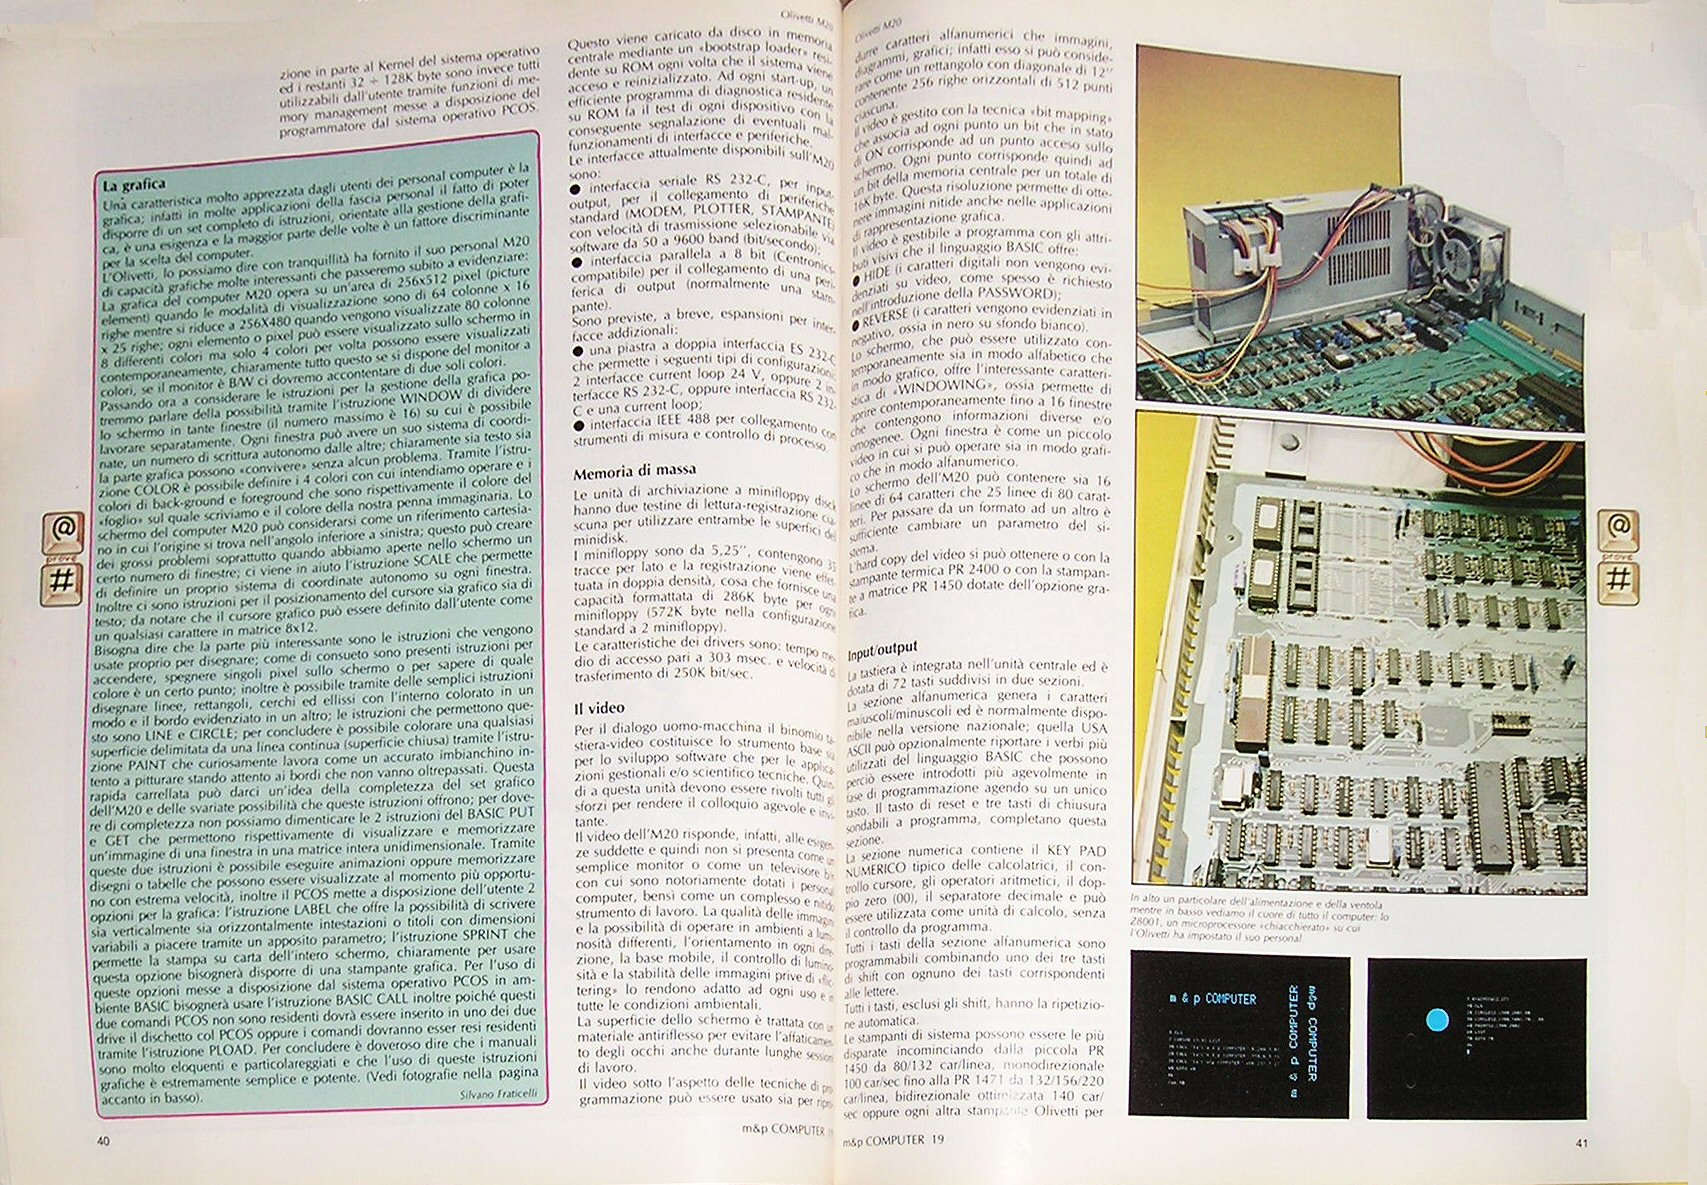 Olivetti M20
zione in parte al Kernel del sistema operativo
ed i restanti 32 ÷ 128K byte sono invece tutti
utilizzabili dall'utente tramite funzioni di me-
mory management messe a disposizione del
programmatore dal sistema operativo PCOS.
La grafica
Una caratteristica molto apprezzata dagli utenti dei personal computer è la
grafica; infatti in molte applicazioni della fascia personal il fatto di poter
disporre di un set completo di istruzioni, orientate alla gestione della grafi-
ca, è una esigenza e la maggior parte delle volte è un fattore discriminante
per la scelta del computer.
L'Olivetti, lo possiamo dire con tranquillità ha fornito il suo personal M20
di capacità grafiche molto interessanti che passeremo subito a evidenziare:
La grafica del computer M20 opera su un'area di 256x512 pixel (picture
elementi) quando le modalità di visualizzazione sono di 64 colonne x 16
righe mentre si riduce a 256X480 quando vengono visualizzate 80 colonne
x 25 righe; ogni elemento o pixel può essere visualizzato sullo schermo in
8 differenti colori ma solo 4 colori per volta possono essere visualizzati
contemporaneamente, chiaramente tutto questo se si dispone del monitor a
colori, se il monitor è B/W ci dovremo accontentare di due soli colori.
Passando ora a considerare le istruzioni per la gestione della grafica po-
tremmo parlare della possibilità tramite l'istruzione WINDOW di dividere
lo schermo in tante finestre (il numero massimo è 16) su cui è possibile
lavorare separatamente. Ogni finestra può avere un suo sistema di coordi-
nate, un numero di scrittura autonomo dalle altre; chiaramente sia testo sia
la parte grafica possono «convivere» senza alcun problema. Tramite l'istru-
zione COLOR è possibile definire i 4 colori con cui intendiamo operare e i
colori di back-ground e foreground che sono rispettivamente il colore del
«foglio» sul quale scriviamo e il colore della nostra penna immaginaria. Lo
schermo del computer M20 può considerarsi come un riferimento cartesia-
no in cui l'origine si trova nell'angolo inferiore a sinistra; questo può creare
dei grossi problemi soprattutto quando abbiamo aperte nello schermo un
certo numero di finestre; ci viene in aiuto l'istruzione SCALE che permette
di definire un proprio sistema di coordinate autonomo su ogni finestra.
Inoltre ci sono istruzioni per il posizionamento del cursore sia grafico sia di
testo; da notare che il cursore grafico può essere definito dall'utente come
un qualsiasi carattere in matrice 8x12.
Bisogna dire che la parte più interessante sono le istruzioni che vengono
usate proprio per disegnare; come di consueto sono presenti istruzioni per
accendere, spegnere singoli pixel sullo schermo o per sapere di quale
colore è un certo punto; inoltre è possibile tramite delle semplici istruzioni
disegnare linee, rettangoli, cerchi ed ellissi con l'interno colorato in un
modo e il bordo evidenziato in un altro; le istruzioni che permettono que-
sto sono LINE e CIRCLE; per concludere è possibile colorare una qualsiasi
superficie delimitata da una linea continua (superficie chiusa) tramite l'istru-
zione PAINT che curiosamente lavora come un accurato imbianchino in-
tento a pitturare stando attento ai bordi che non vanno oltrepassati. Questa
rapida carrellata può darci un'idea della completezza del set grafico
dell'M20 e delle svariate possibilità che queste istruzioni offrono; per dove-
re di completezza non possiamo dimenticare le 2 istruzioni del BASIC PUT
e GET che permettono rispettivamente di visualizzare e memorizzare
un'immagine di una finestra in una matrice intera unidimensionale. Tramite
queste due istruzioni è possibile eseguire animazioni oppure memorizzare
disegni o tabelle che possono essere visualizzate al momento più opportu-
no con estrema velocità, inoltre il PCOS mette a disposizione dell'utente 2
opzioni per la grafica: l'istruzione LABEL che offre la possibilità di scrivere
sia verticalmente sia orizzontalmente intestazioni o titoli con dimensioni
variabili a piacere tramite un apposito parametro; l'istruzione SPRINT che
permette la stampa su carta dell'intero schermo, chiaramente per usare
questa opzione bisognerà disporre di una stampante grafica. Per l'uso di
queste opzioni messe a disposizione dal sistema operativo PCOS in am-
biente BASIC bisognerà usare l'istruzione BASIC CALL inoltre poiché questi
due comandi PCOS non sono residenti dovrà essere inserito in uno dei due
drive il dischetto col PCOS oppure i comandi dovranno esser resi residenti
tramite l'istruzione PLOAD. Per concludere è doveroso dire che i manuali
sono molto eloquenti e particolareggiati e che l'uso di queste istruzioni
grafiche è estremamente semplice e potente. (Vedi fotografie nella pagina
accanto in basso).
Silvano Fraticelli
@
prove
#
40
Questo viene caricato da disco in memoria
centrale mediante un «bootstrap loader» resi-
dente su ROM ogni volta che il sistema viene
acceso e reinizializzato. Ad ogni start-up, un
efficiente programma di diagnostica residente
su ROM fa il test di ogni dispositivo con la
conseguente segnalazione di eventuali mal-
funzionamenti di interfacce e periferiche.
Le interfacce attualmente disponibili sull'M20
sono:
● interfaccia seriale RS 232-C, per input-
output, per il collegamento di periferiche
standard (MODEM, PLOTTER, STAMPANTE)
con velocità di trasmissione selezionabile via
software da 50 a 9600 band (bit/secondo);
● interfaccia parallela a 8 bit (Centronics-
compatibile) per il collegamento di una peri-
ferica di output (normalmente una stam-
pante).
Sono previste, a breve, espansioni per inter-
facce addizionali:
● una piastra a doppia interfaccia ES 232-C
che permette i seguenti tipi di configurazione:
2 interfacce current loop 24 V, oppure 2 in-
terfacce RS 232-C, oppure interfaccia RS 232-
C e una current loop;
● interfaccia IEEE 488 per collegamento con
strumenti di misura e controllo di processo.
Memoria di massa
Le unità di archiviazione a minifloppy disck
hanno due testine di lettura-registrazione cia-
scuna per utilizzare entrambe le superfici del
minidisk.
I minifloppy sono da 5,25'', contengono 35
tracce per lato e la registrazione viene effet-
tuata in doppia densità, cosa che fornisce una
capacità formattata di 286K byte per ogni
minifloppy (572K byte nella configurazione
standard a 2 minifloppy).
Le caratteristiche dei drivers sono: tempo me-
dio di accesso pari a 303 msec. e velocità di
trasferimento di 250K bit/sec.
Il video
Per il dialogo uomo-macchina il binomio ta-
stiera-video costituisce lo strumento base sia
per lo sviluppo software che per le applica-
zioni gestionali e/o scientifico tecniche. Quin-
di a questa unità devono essere rivolti tutti gli
sforzi per rendere il colloquio agevole e invi-
tante.
Il video dell'M20 risponde, infatti, alle esigen-
ze suddette e quindi non si presenta come un
semplice monitor o come un televisore b/n
con cui sono notoriamente dotati i personal
computer, bensì come un complesso e nitido
strumento di lavoro. La qualità delle immagini
e la possibilità di operare in ambienti a lumi-
nosità differenti, l'orientamento in ogni dire-
zione, la base mobile, il controllo di lumino-
sità e la stabilità delle immagini prive di «flic-
tering» lo rendono adatto ad ogni uso e in
tutte le condizioni ambientali.
La superficie dello schermo è trattata con un
materiale antiriflesso per evitare l'affaticamen-
to degli occhi anche durante lunghe sessioni
di lavoro.
Il video sotto l'aspetto delle tecniche di pro-
grammazione può essere usato sia per ripro-
m&p COMPUTER 19
Olivetti M20
durre caratteri alfanumerici che immagini,
diagrammi, grafici; infatti esso si può conside-
rare come un rettangolo con diagonale di 12''
contenente 256 righe orizzontali di 512 punti
ciascuna.
Il video è gestito con la tecnica «bit mapping»
che associa ad ogni punto un bit che in stato
di ON corrisponde ad un punto acceso sullo
schermo. Ogni punto corrisponde quindi ad
un bit della memoria centrale per un totale di
16K byte. Questa risoluzione permette di otte-
nere immagini nitide anche nelle applicazioni
di rappresentazione grafica.
Il video è gestibile a programma con gli attri-
buti visivi che il linguaggio BASIC offre:
● HIDE (i caratteri digitali non vengono evi-
denziati su video, come spesso è richiesto
nell'introduzione della PASSWORD);
● REVERSE (i caratteri vengono evidenziati in
negativo, ossia in nero su sfondo bianco).
Lo schermo, che può essere utilizzato con-
temporaneamente sia in modo alfabetico che
in modo grafico, offre l'interessante caratteri-
stica di «WINDOWING», ossia permette di
aprire contemporaneamente fino a 16 finestre
che contengono informazioni diverse e/o
omogenee. Ogni finestra è come un piccolo
video in cui si può operare sia in modo grafi-
co che in modo alfanumerico.
Lo schermo dell'M20 può contenere sia 16
linee di 64 caratteri che 25 linee di 80 carat-
teri. Per passare da un formato ad un altro è
sufficiente cambiare un parametro del si-
stema.
L'hard copy del video si può ottenere o con la
stampante termica PR 2400 o con la stampan-
te a matrice PR 1450 dotate dell'opzione gra-
fica.
Input/output
La tastiera è integrata nell'unità centrale ed è
dotata di 72 tasti suddivisi in due sezioni.
La sezione alfanumerica genera i caratteri
maiuscoli/minuscoli ed è normalmente dispo-
nibile nella versione nazionale; quella USA
ASCII può opzionalmente riportare i verbi più
utilizzati del linguaggio BASIC che possono
perciò essere introdotti più agevolmente in
fase di programmazione agendo su un unico
tasto. Il tasto di reset e tre tasti di chiusura
sondabili a programma, completano questa
sezione.
La sezione numerica contiene il KEY PAD
NUMERICO tipico delle calcolatrici, il con-
trollo cursore, gli operatori aritmetici, il dop-
pio zero (00), il separatore decimale e può
essere utilizzata come unità di calcolo, senza
il controllo da programma.
Tutti i tasti della sezione alfanumerica sono
programmabili combinando uno dei tre tasti
di shift con ognuno dei tasti corrispondenti
alle lettere.
Tutti i tasti, esclusi gli shift, hanno la ripetizio-
ne automatica.
Le stampanti di sistema possono essere le più
disparate incominciando dalla piccola PR
1450 da 80/132 car/linea, monodirezionale
100 car/sec fino alla PR 1471 da 132/156/220
car/linea, bidirezionale ottimizzata 140 car/
sec oppure ogni altra stampante Olivetti per
m&p COMPUTER 19
In alto un particolare dell'alimentazione e della ventola
mentre in basso vediamo il cuore di tutto il computer: lo
Z8001, un microprocessore «chiacchierato» su cui
l'Olivetti ha impostato il suo personal.
m & p COMPUTER
m & p COMPUTER
m&p COMPUTER
@
prove
#
41